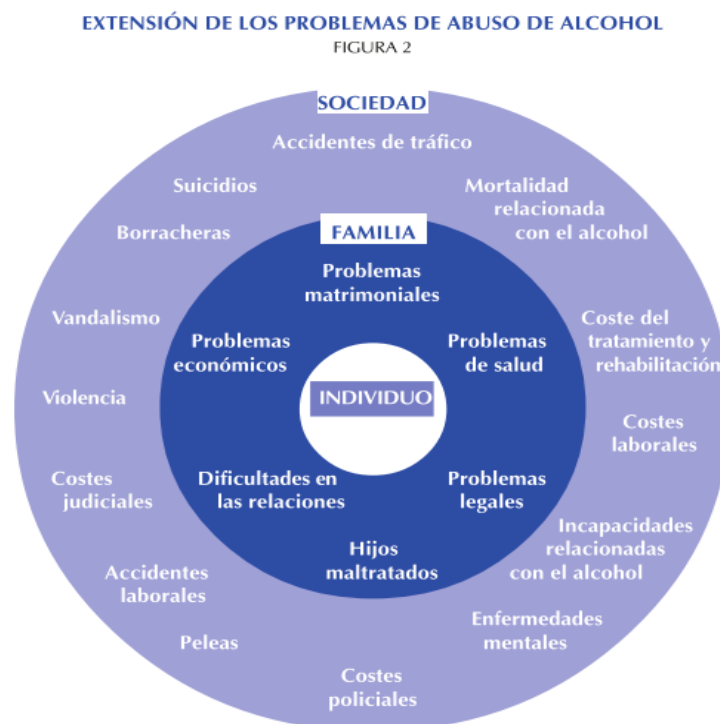 EXTENSIÓN DE LOS PROBLEMAS DE ABUSO DE ALCOHOL
FIGURA 2
SOCIEDAD
Accidentes de tráfico
Suicidios
Mortalidad
relacionada
con el alcohol
Borracheras
FAMILIA
Problemas
matrimoniales
Vandalismo
Coste del
tratamiento y
rehabilitación
Problemas
económicos
Problemas
de salud
Violencia
INDIVIDUO
Costes
laborales
Costes
judiciales
Dificultades en
las relaciones
Problemas
legales
Incapacidades
relacionadas
con el alcohol
Hijos
maltratados
Accidentes
laborales
Enfermedades
mentales
Peleas
Costes
policiales